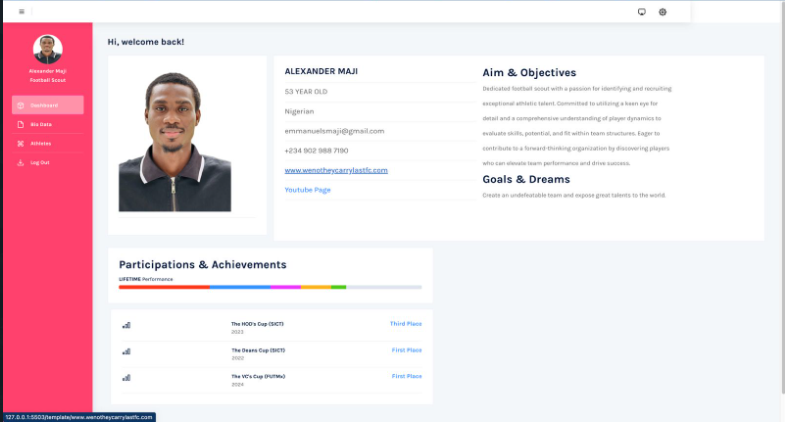 Hi, welcome back!
Alexander Maji
Football Scout
Dashboard
Bio Data
Athletes
Log Out
ALEXANDER MAJI
53 YEAR OLD
Nigerian
emmanuelsmaji@gmail.com
+234 902 988 7190
www.wenotheycarrylastfc.com
Youtube Page
Aim & Objectives
Dedicated football scout with a passion for identifying and recruiting
exceptional athletic talent. Committed to utilizing a keen eye for
detail and a comprehensive understanding of player dynamics to
evaluate skills, potential, and fit within team structures. Eager to
contribute to a forward-thinking organization by discovering players
who can elevate team performance and drive success.
Goals & Dreams
Create an undefeatable team and expose great talents to the world.
Participations & Achievements
LIFETIME Performance
The HOD's Cup (SICT)
Third Place
The Deans Cup (SICT)
First Place
2022
The VC's Cup (FUTMx)
First Place
2024
127.0.0.1:5503/template/www.wenotheycarrylastfc.com